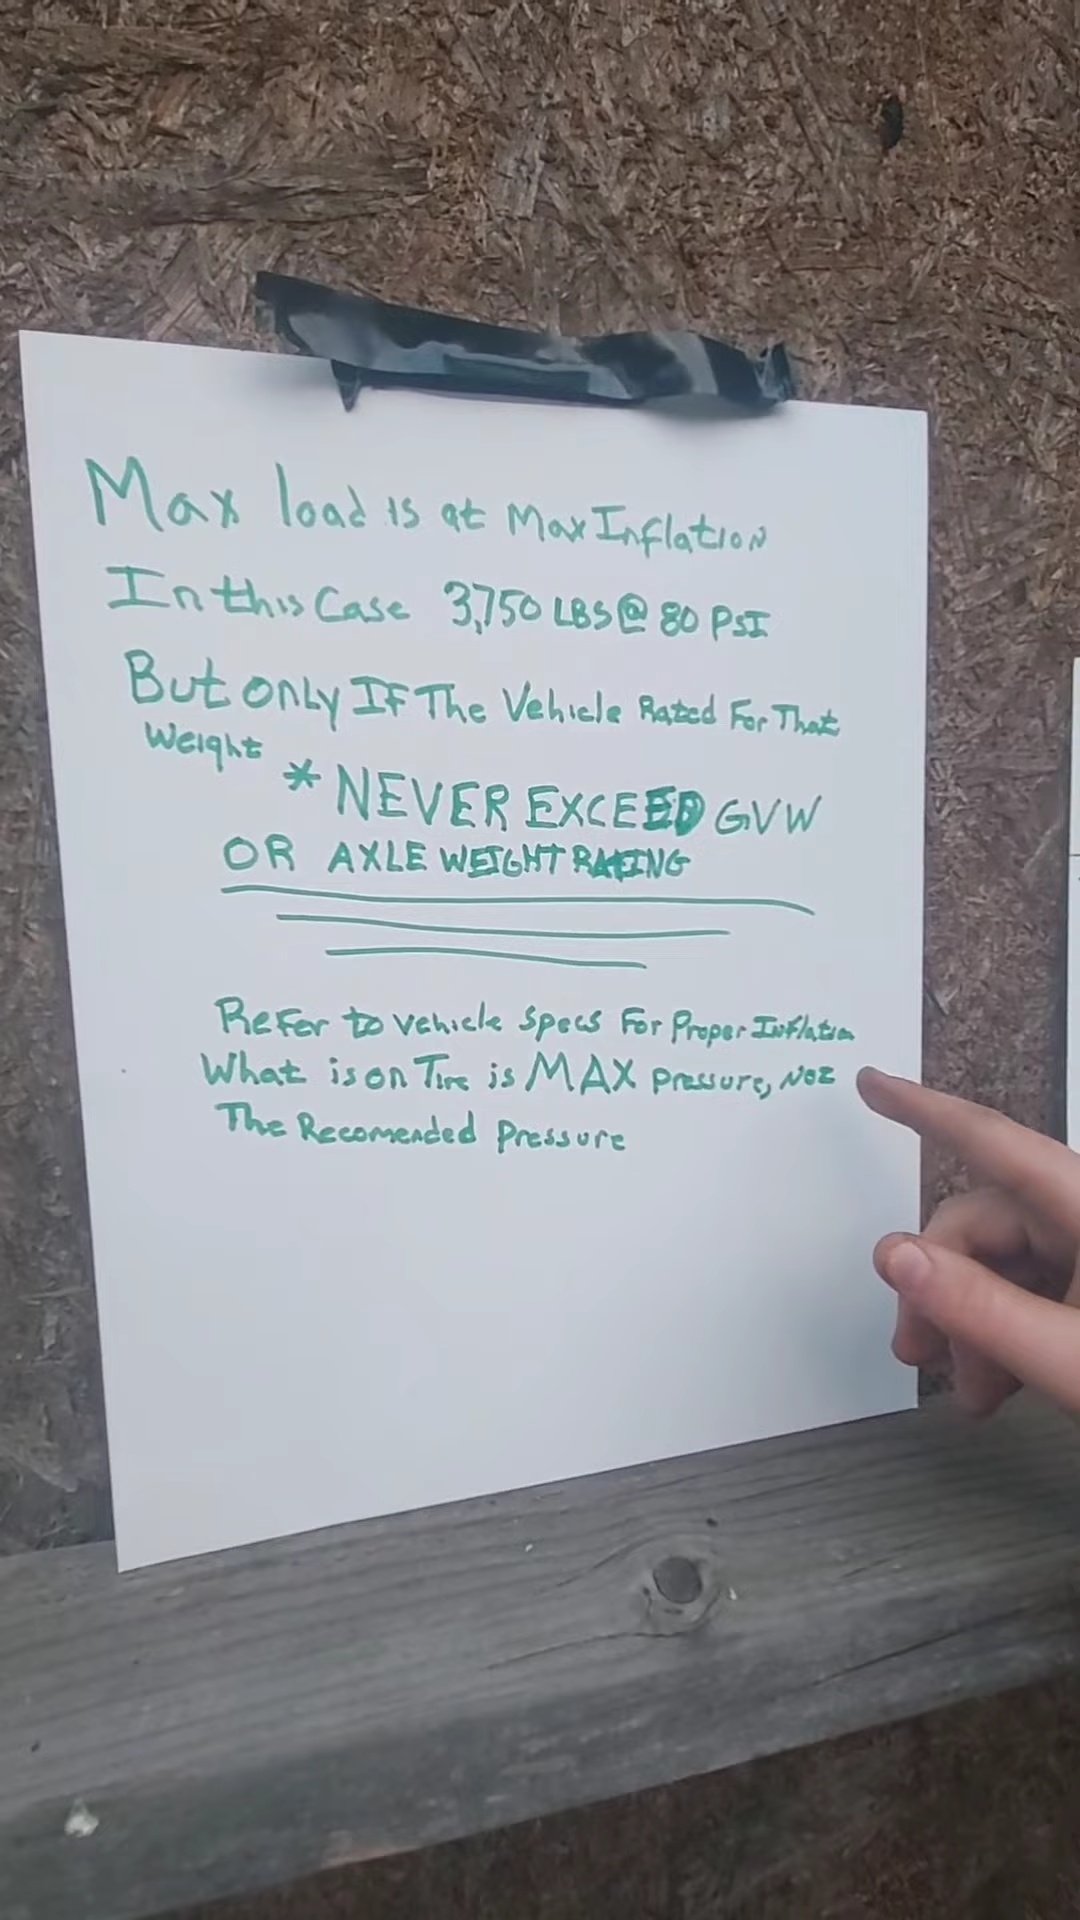 Max load is at Max Inflation
In this Case 3,750 LBS @ 80 PSI
But only IF The Vehicle Rated For That
Weight
* NEVER EXCEED GVW
OR AXLE WEIGHT RATING
Refer to vehicle specs For Proper Inflation
What is on Tire is MAX pressure, Not
The Recomended Pressure